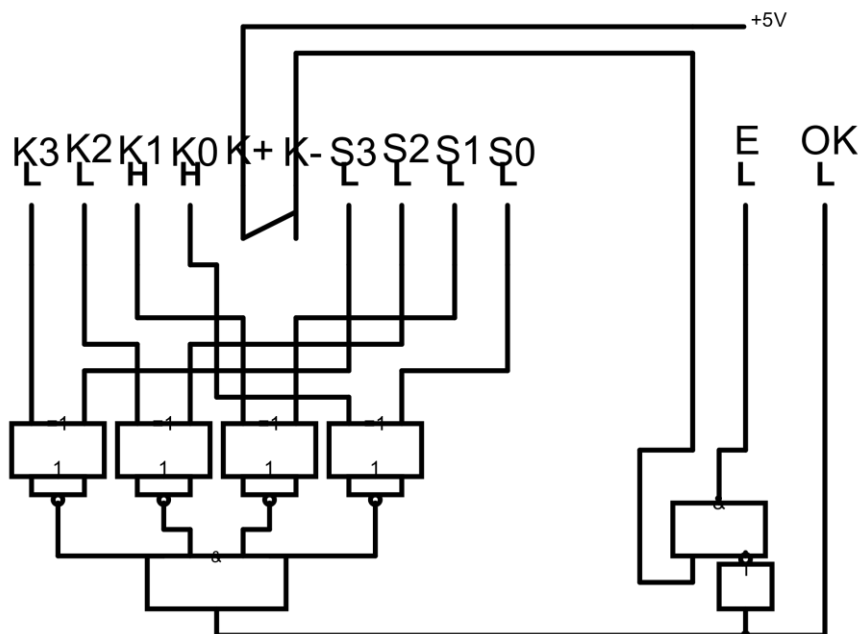 +5V
K3 K2 K1 K0 K+ K- S3 S2 S1 S0 E OK
L L H H L L L L L L
=1 =1 =1 =1
1 1 1 1
&
&
1